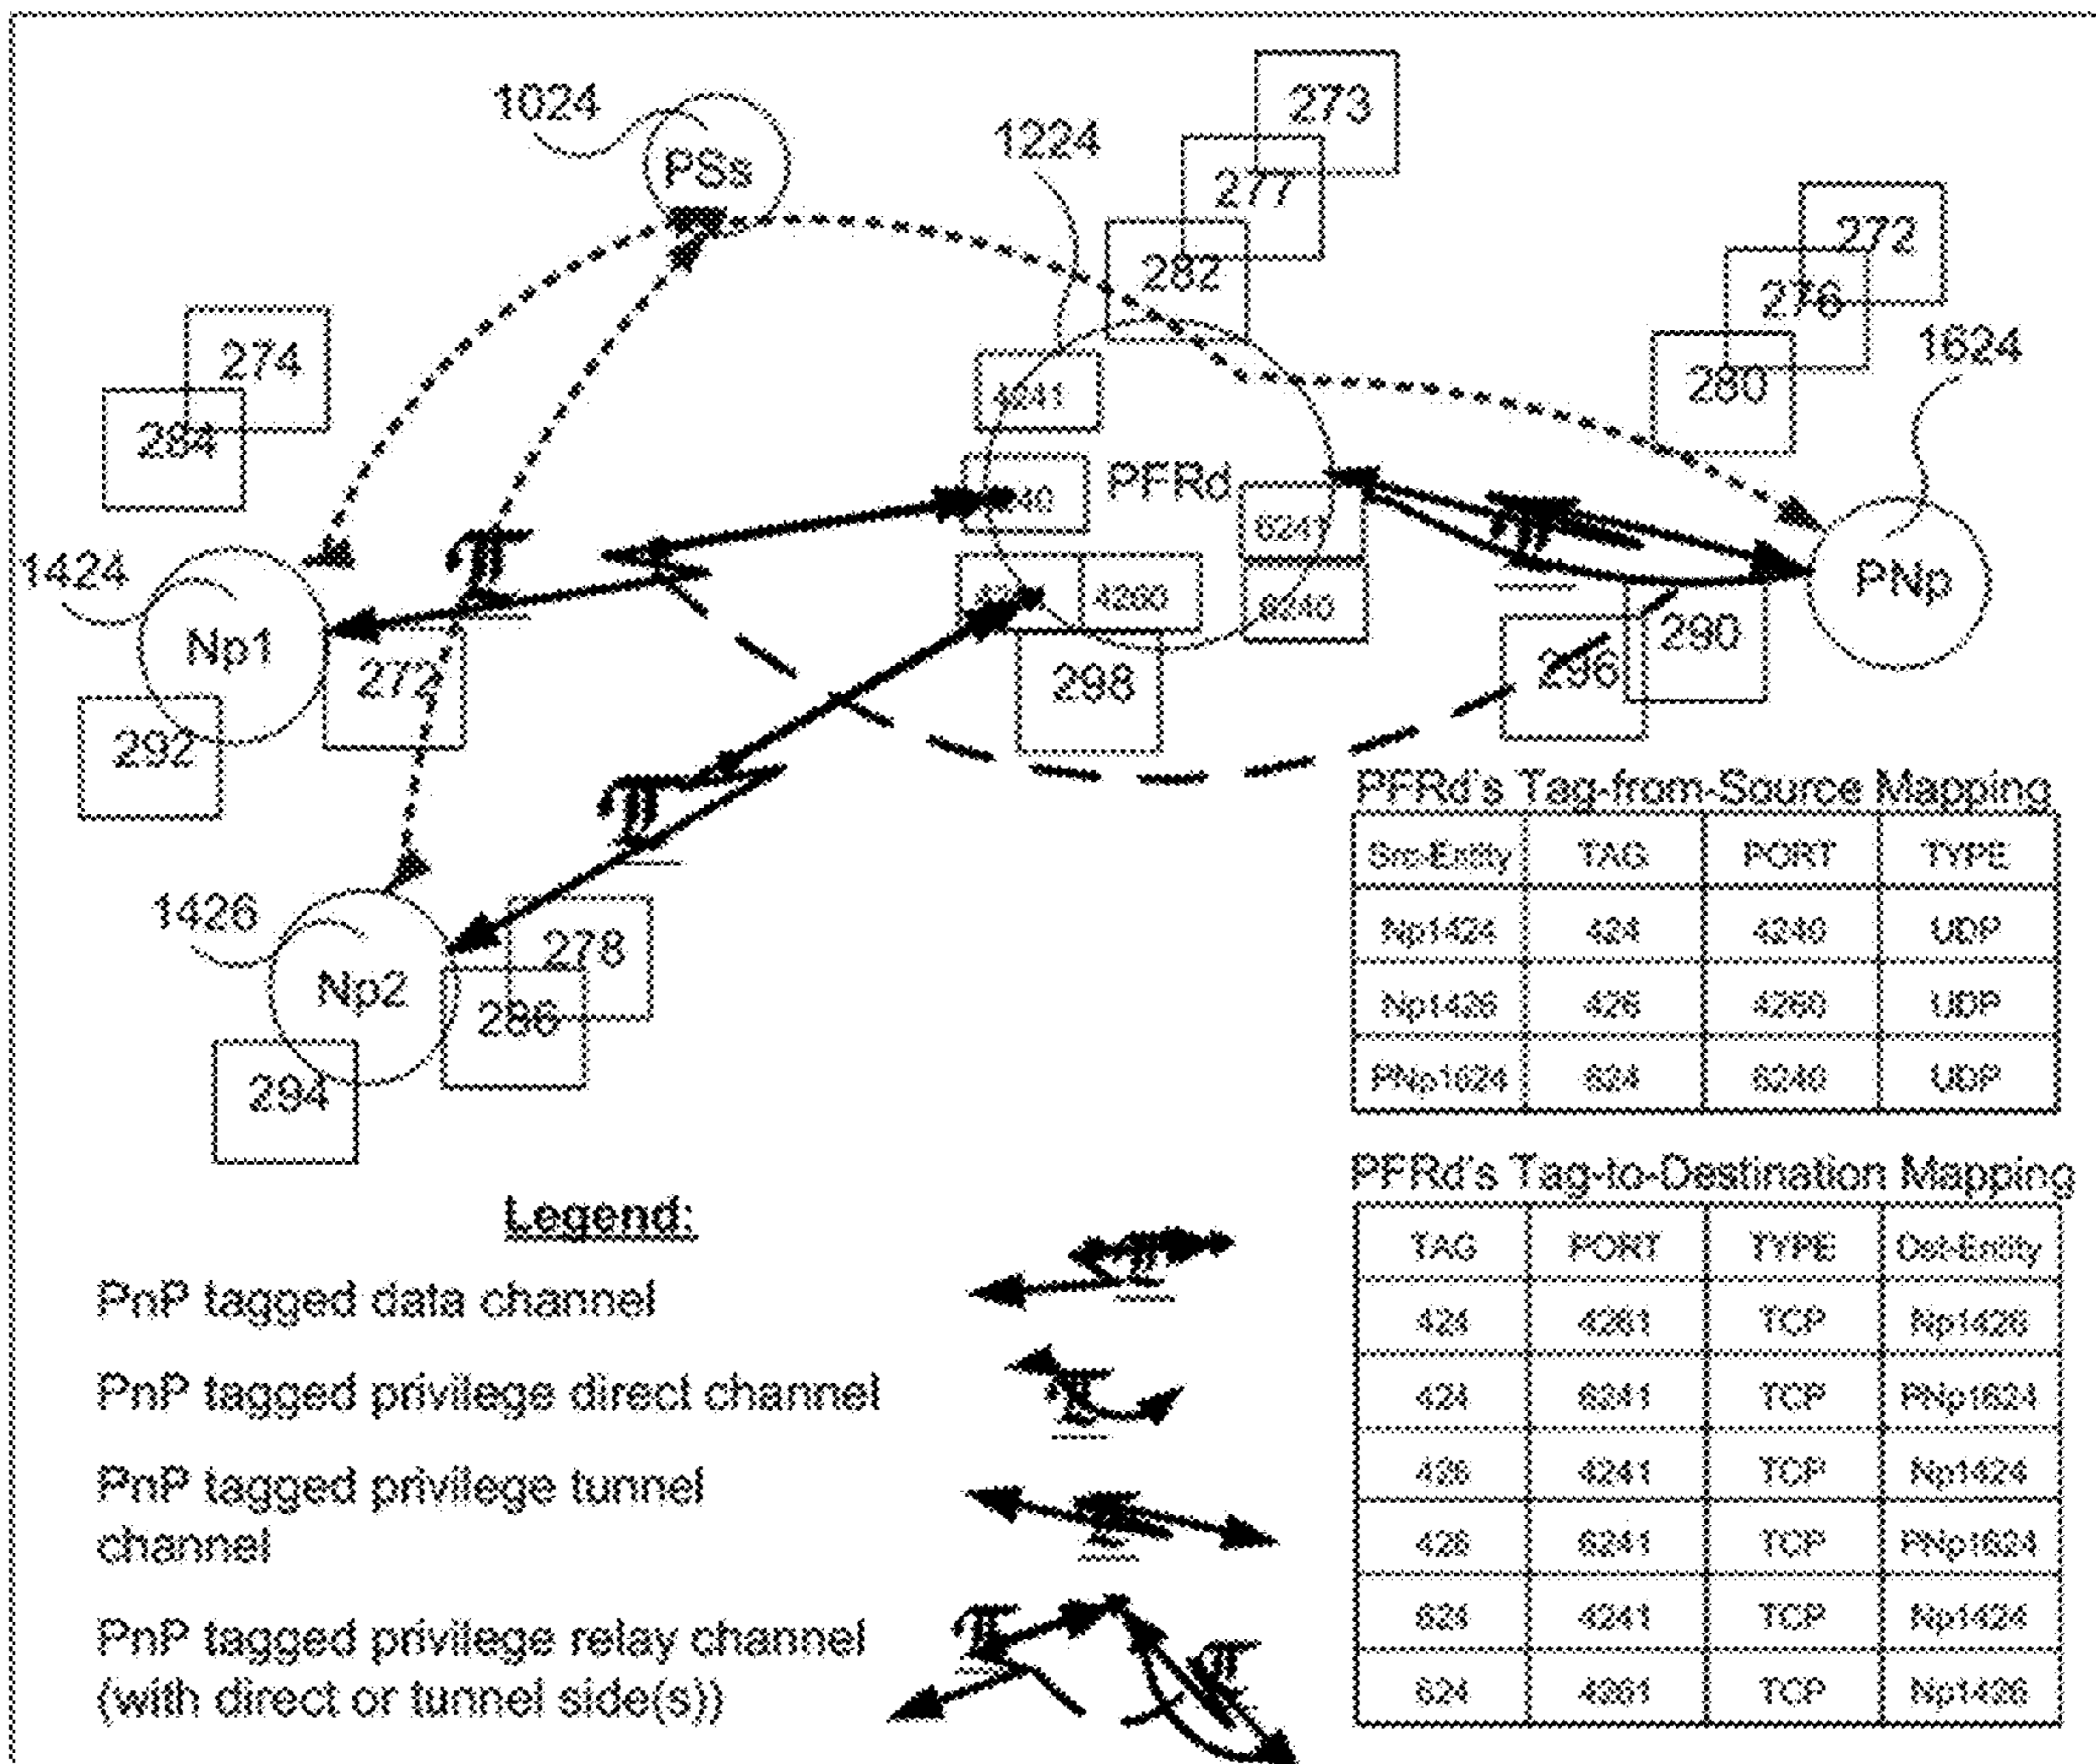 1024
PSs
1224
273
277
282
272
276
280
1624
274
284
4241
PFRd
6241
1424
Np1
272
292
4260
6240
PNp
298
296
290
1426
Np2
278
286
294
PFRd's Tag-from-Source Mapping
Src-Entity TAG PORT TYPE
Np1424 424 4240 UDP
Np1426 426 4260 UDP
PNp1624 624 6240 UDP
PFRd's Tag-to-Destination Mapping
TAG PORT TYPE Dst-Entity
424 4261 TCP Np1426
424 6241 TCP PNp1624
426 4241 TCP Np1424
426 6241 TCP PNp1624
624 4241 TCP Np1424
624 4261 TCP Np1426
Legend:
PnP tagged data channel
PnP tagged privilege direct channel
PnP tagged privilege tunnel
channel
PnP tagged privilege relay channel
(with direct or tunnel side(s))